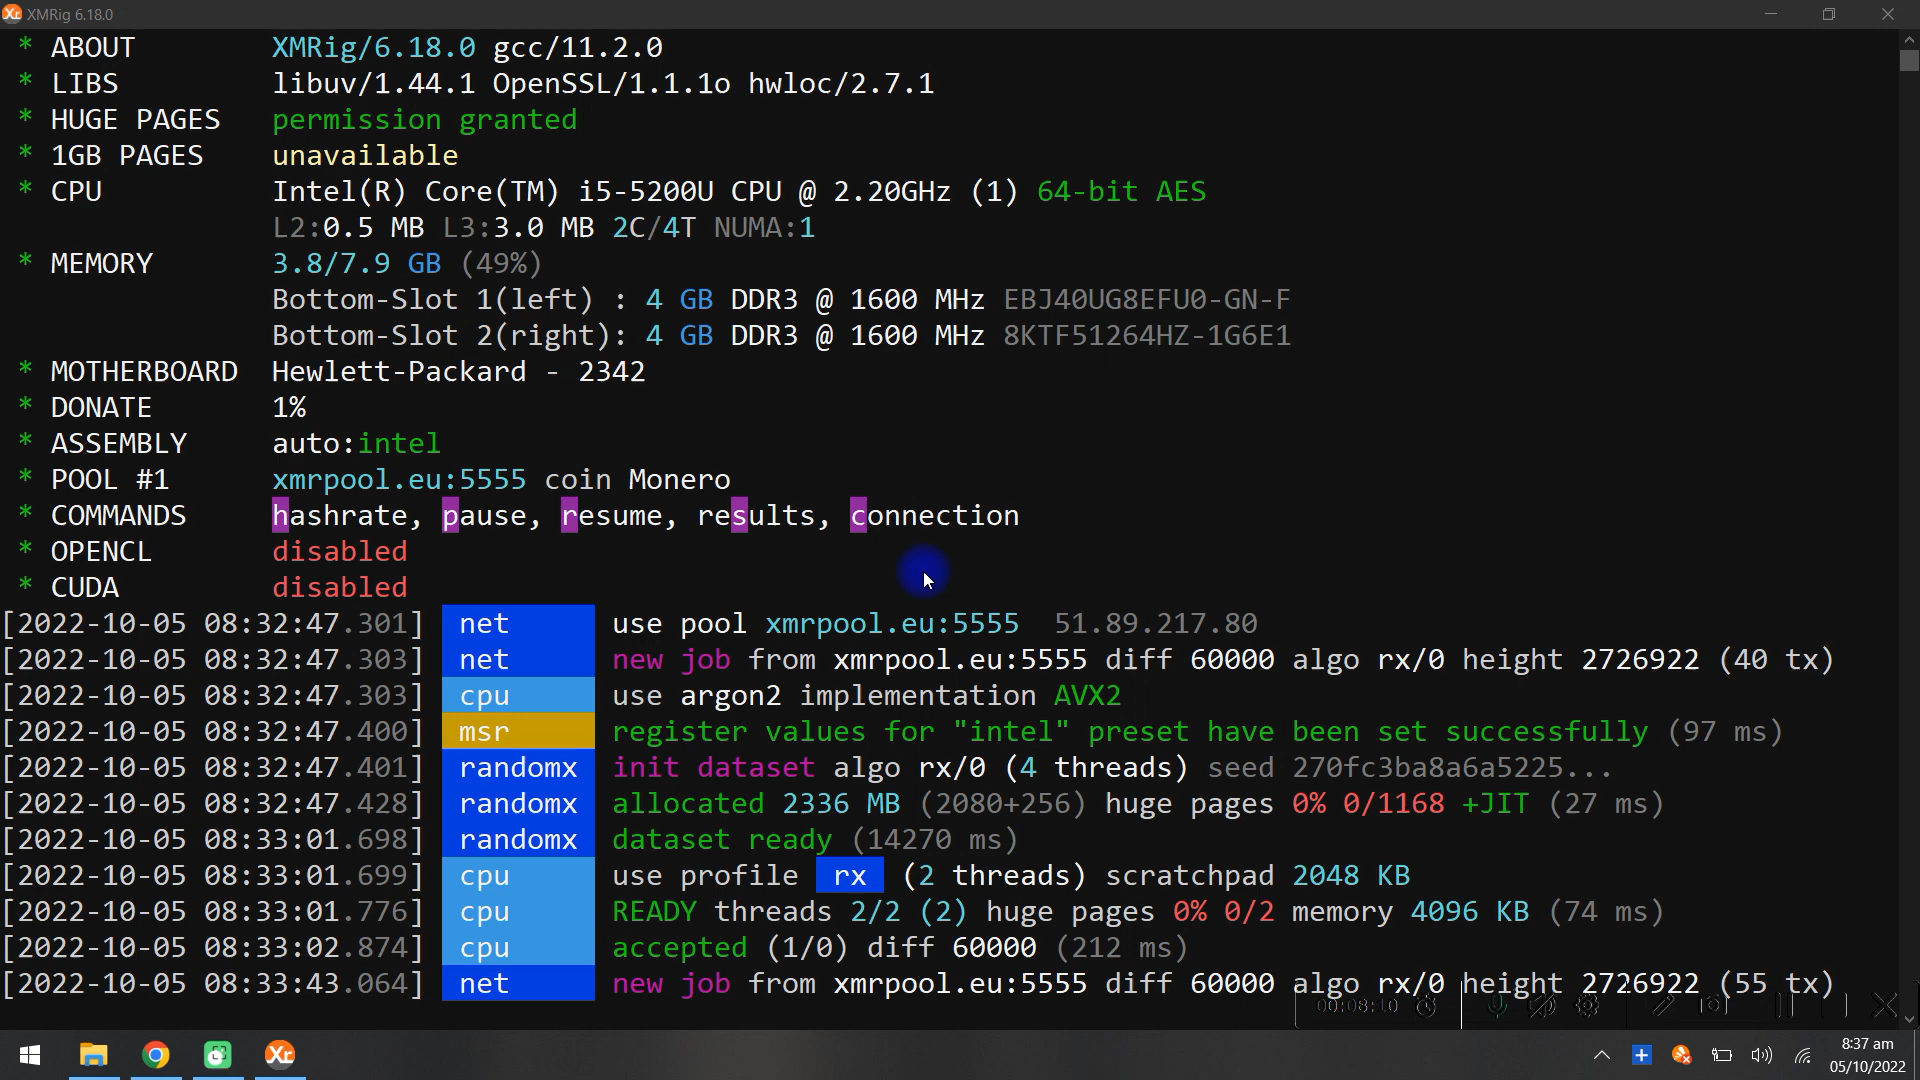 XMRig 6.18.0
* ABOUT XMRig/6.18.0 gcc/11.2.0
* LIBS libuv/1.44.1 OpenSSL/1.1.1o hwloc/2.7.1
* HUGE PAGES permission granted
* 1GB PAGES unavailable
* CPU Intel(R) Core(TM) i5-5200U CPU @ 2.20GHz (1) 64-bit AES
L2:0.5 MB L3:3.0 MB 2C/4T NUMA:1
* MEMORY 3.8/7.9 GB (49%)
Bottom-Slot 1(left) : 4 GB DDR3 @ 1600 MHz EBJ40UG8EFU0-GN-F
Bottom-Slot 2(right): 4 GB DDR3 @ 1600 MHz 8KTF51264HZ-1G6E1
* MOTHERBOARD Hewlett-Packard - 2342
* DONATE 1%
* ASSEMBLY auto:intel
* POOL #1 xmrpool.eu:5555 coin Monero
* COMMANDS hashrate, pause, resume, results, connection
* OPENCL disabled
* CUDA disabled
[2022-10-05 08:32:47.301] net use pool xmrpool.eu:5555 51.89.217.80
[2022-10-05 08:32:47.303] net new job from xmrpool.eu:5555 diff 60000 algo rx/0 height 2726922 (40 tx)
[2022-10-05 08:32:47.303] cpu use argon2 implementation AVX2
[2022-10-05 08:32:47.400] msr register values for "intel" preset have been set successfully (97 ms)
[2022-10-05 08:32:47.401] randomx init dataset algo rx/0 (4 threads) seed 270fc3ba8a6a5225...
[2022-10-05 08:32:47.428] randomx allocated 2336 MB (2080+256) huge pages 0% 0/1168 +JIT (27 ms)
[2022-10-05 08:33:01.698] randomx dataset ready (14270 ms)
[2022-10-05 08:33:01.699] cpu use profile rx (2 threads) scratchpad 2048 KB
[2022-10-05 08:33:01.776] cpu READY threads 2/2 (2) huge pages 0% 0/2 memory 4096 KB (74 ms)
[2022-10-05 08:33:02.874] cpu accepted (1/0) diff 60000 (212 ms)
[2022-10-05 08:33:43.064] net new job from xmrpool.eu:5555 diff 60000 algo rx/0 height 2726922 (55 tx)
00:08:10
Xr
8:37 am
05/10/2022